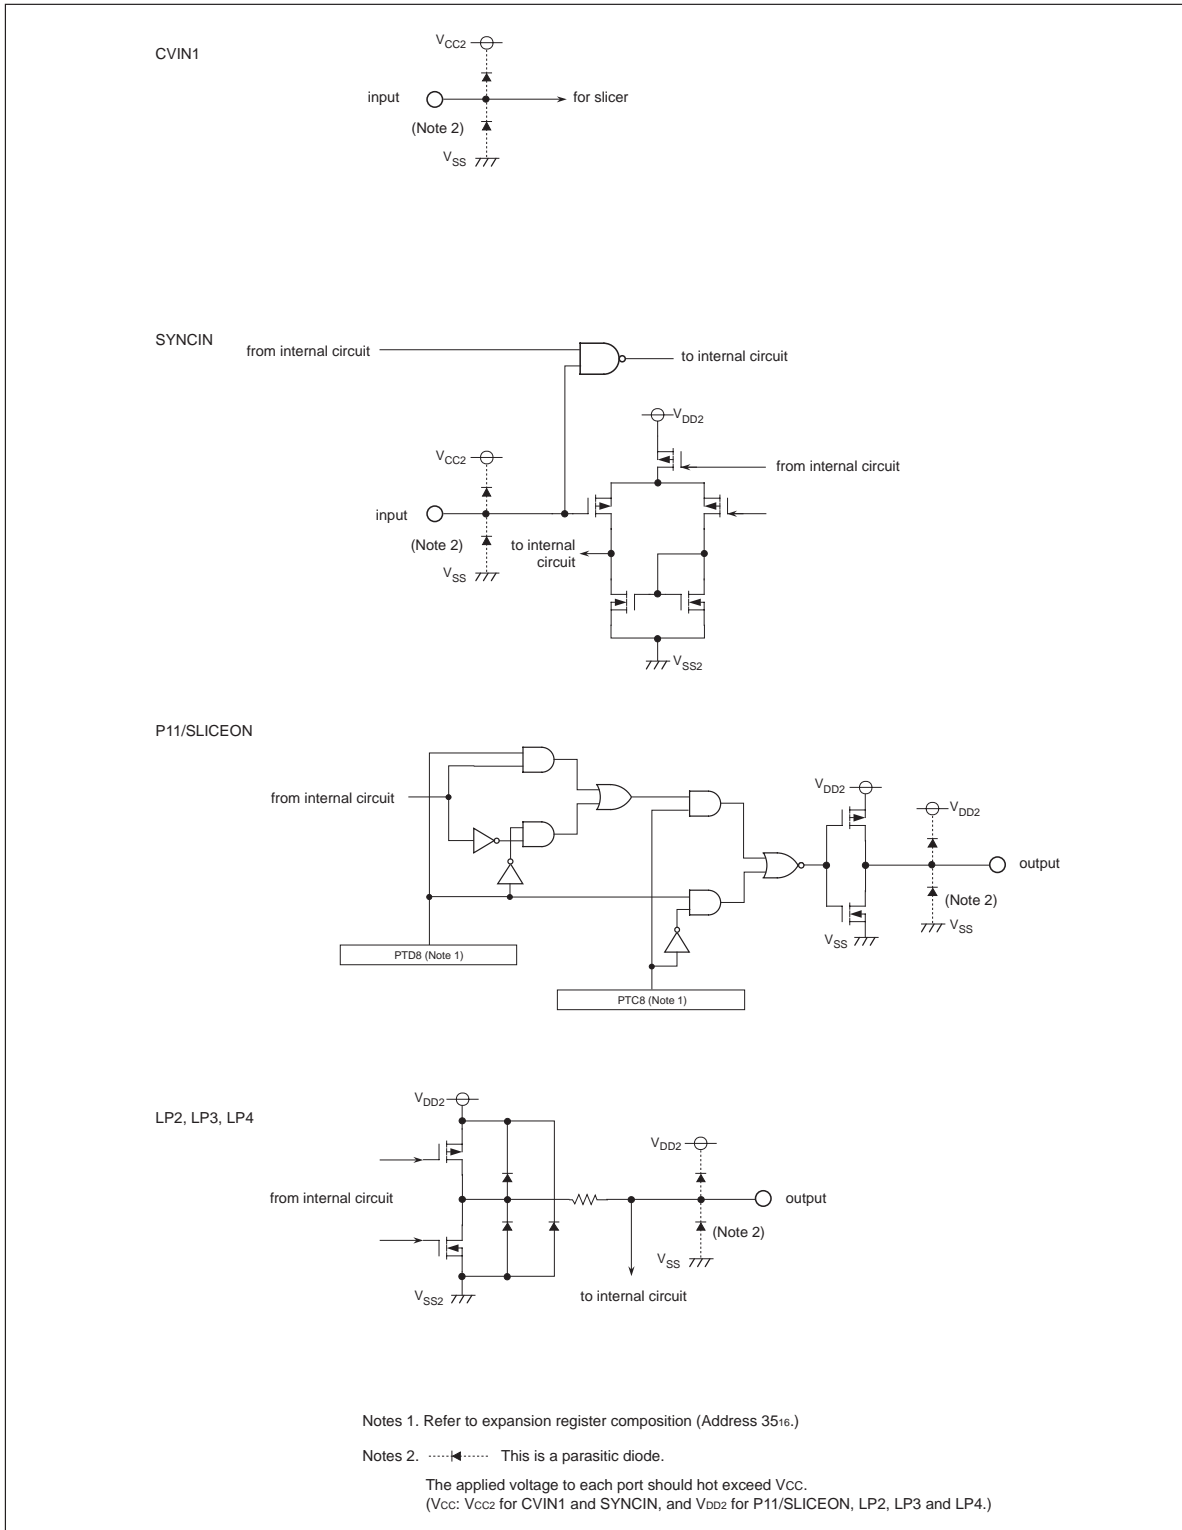 CVIN1
VCC2
input
for slicer
(Note 2)
VSS
SYNCIN
from internal circuit
to internal circuit
VDD2
VCC2
from internal circuit
input
(Note 2)
to internal
circuit
VSS
VSS2
P11/SLICEON
from internal circuit
VDD2
VDD2
output
(Note 2)
VSS
VSS
PTD8 (Note 1)
PTC8 (Note 1)
LP2, LP3, LP4
VDD2
VDD2
from internal circuit
output
(Note 2)
VSS
VSS2
to internal circuit
Notes 1. Refer to expansion register composition (Address 3516.)
Notes 2. This is a parasitic diode.
The applied voltage to each port should hot exceed VCC.
(VCC: VCC2 for CVIN1 and SYNCIN, and VDD2 for P11/SLICEON, LP2, LP3 and LP4.)